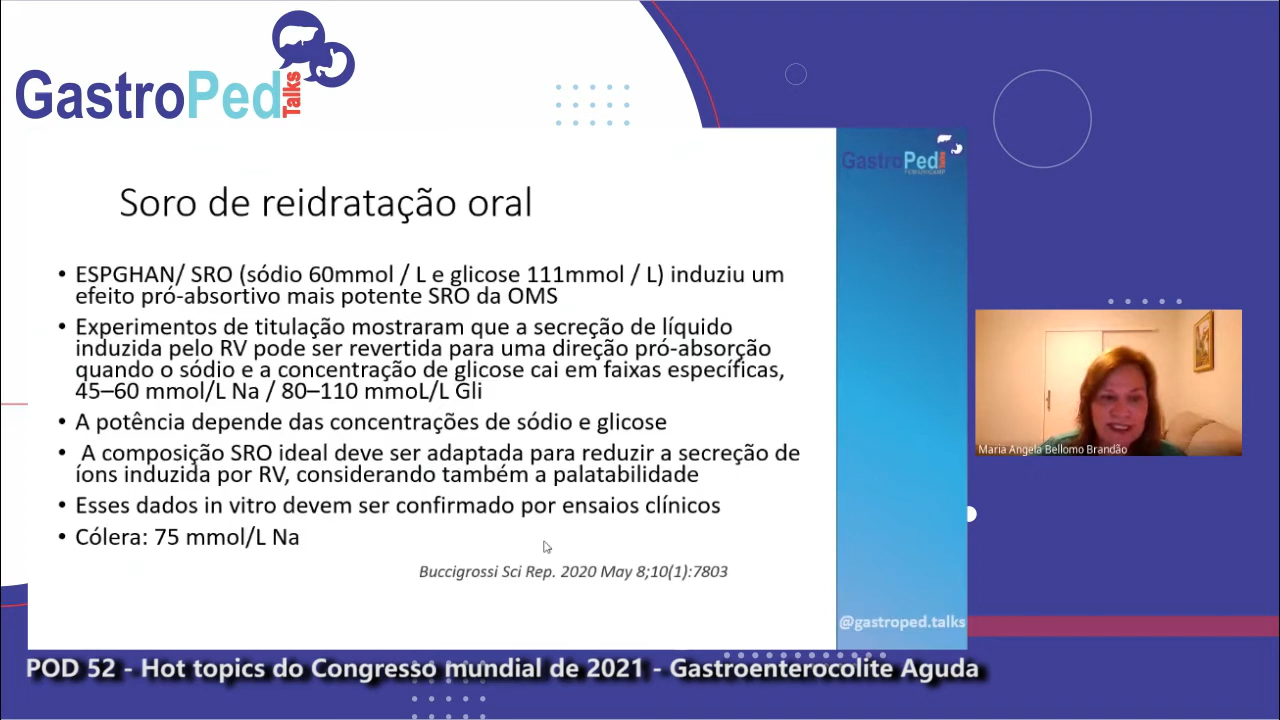 GastroPed Talks
GastroPed Talks
Soro de reidratação oral
• ESPGHAN/ SRO (sódio 60mmol / L e glicose 111mmol / L) induziu um
efeito pró-absortivo mais potente SRO da OMS
• Experimentos de titulação mostraram que a secreção de líquido
induzida pelo RV pode ser revertida para uma direção pró-absorção
quando o sódio e a concentração de glicose cai em faixas específicas,
45–60 mmol/L Na / 80–110 mmoL/L Gli
• A potência depende das concentrações de sódio e glicose
• A composição SRO ideal deve ser adaptada para reduzir a secreção de
íons induzida por RV, considerando também a palatabilidade
• Esses dados in vitro devem ser confirmado por ensaios clínicos
• Cólera: 75 mmol/L Na
Buccigrossi Sci Rep. 2020 May 8;10(1):7803
Maria Angela Bellomo Brandão
@gastroped.talks
POD 52 - Hot topics do Congresso mundial de 2021 - Gastroenterocolite Aguda